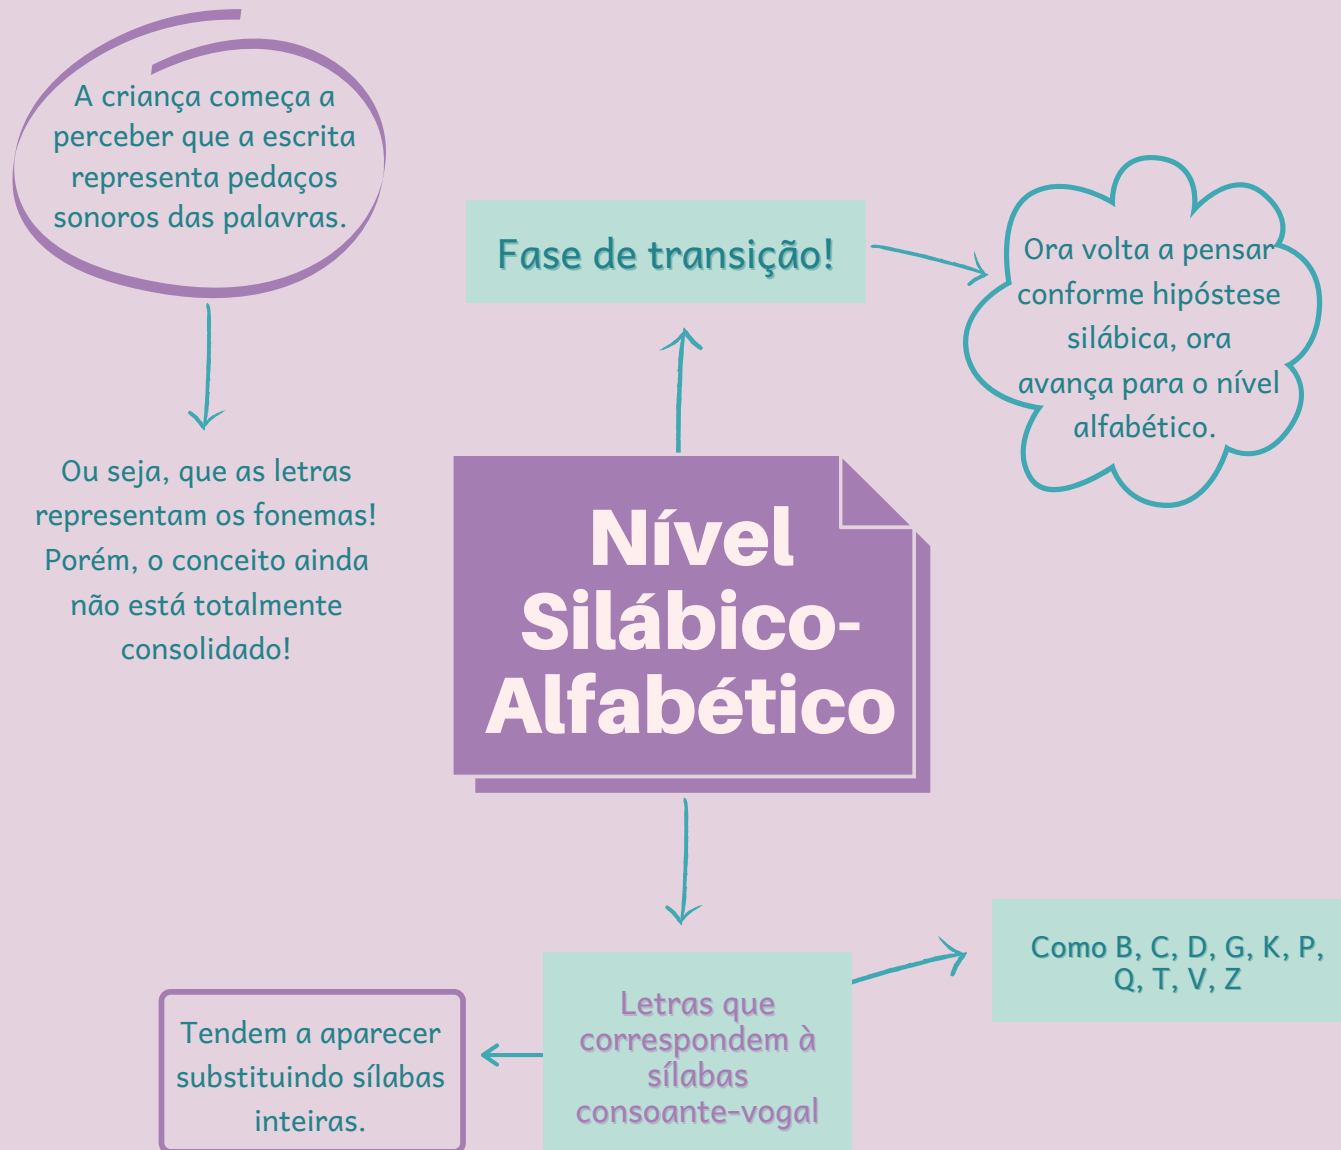 A criança começa a
perceber que a escrita
representa pedaços
sonoros das palavras.
Ou seja, que as letras
representam os fonemas!
Porém, o conceito ainda
não está totalmente
consolidado!
Fase de transição!
Ora volta a pensar
conforme hipóstese
silábica, ora
avança para o nível
alfabético.
Nível
Silábico-
Alfabético
Letras que
correspondem à
sílabas
consoante-vogal
Como B, C, D, G, K, P,
Q, T, V, Z
Tendem a aparecer
substituindo sílabas
inteiras.